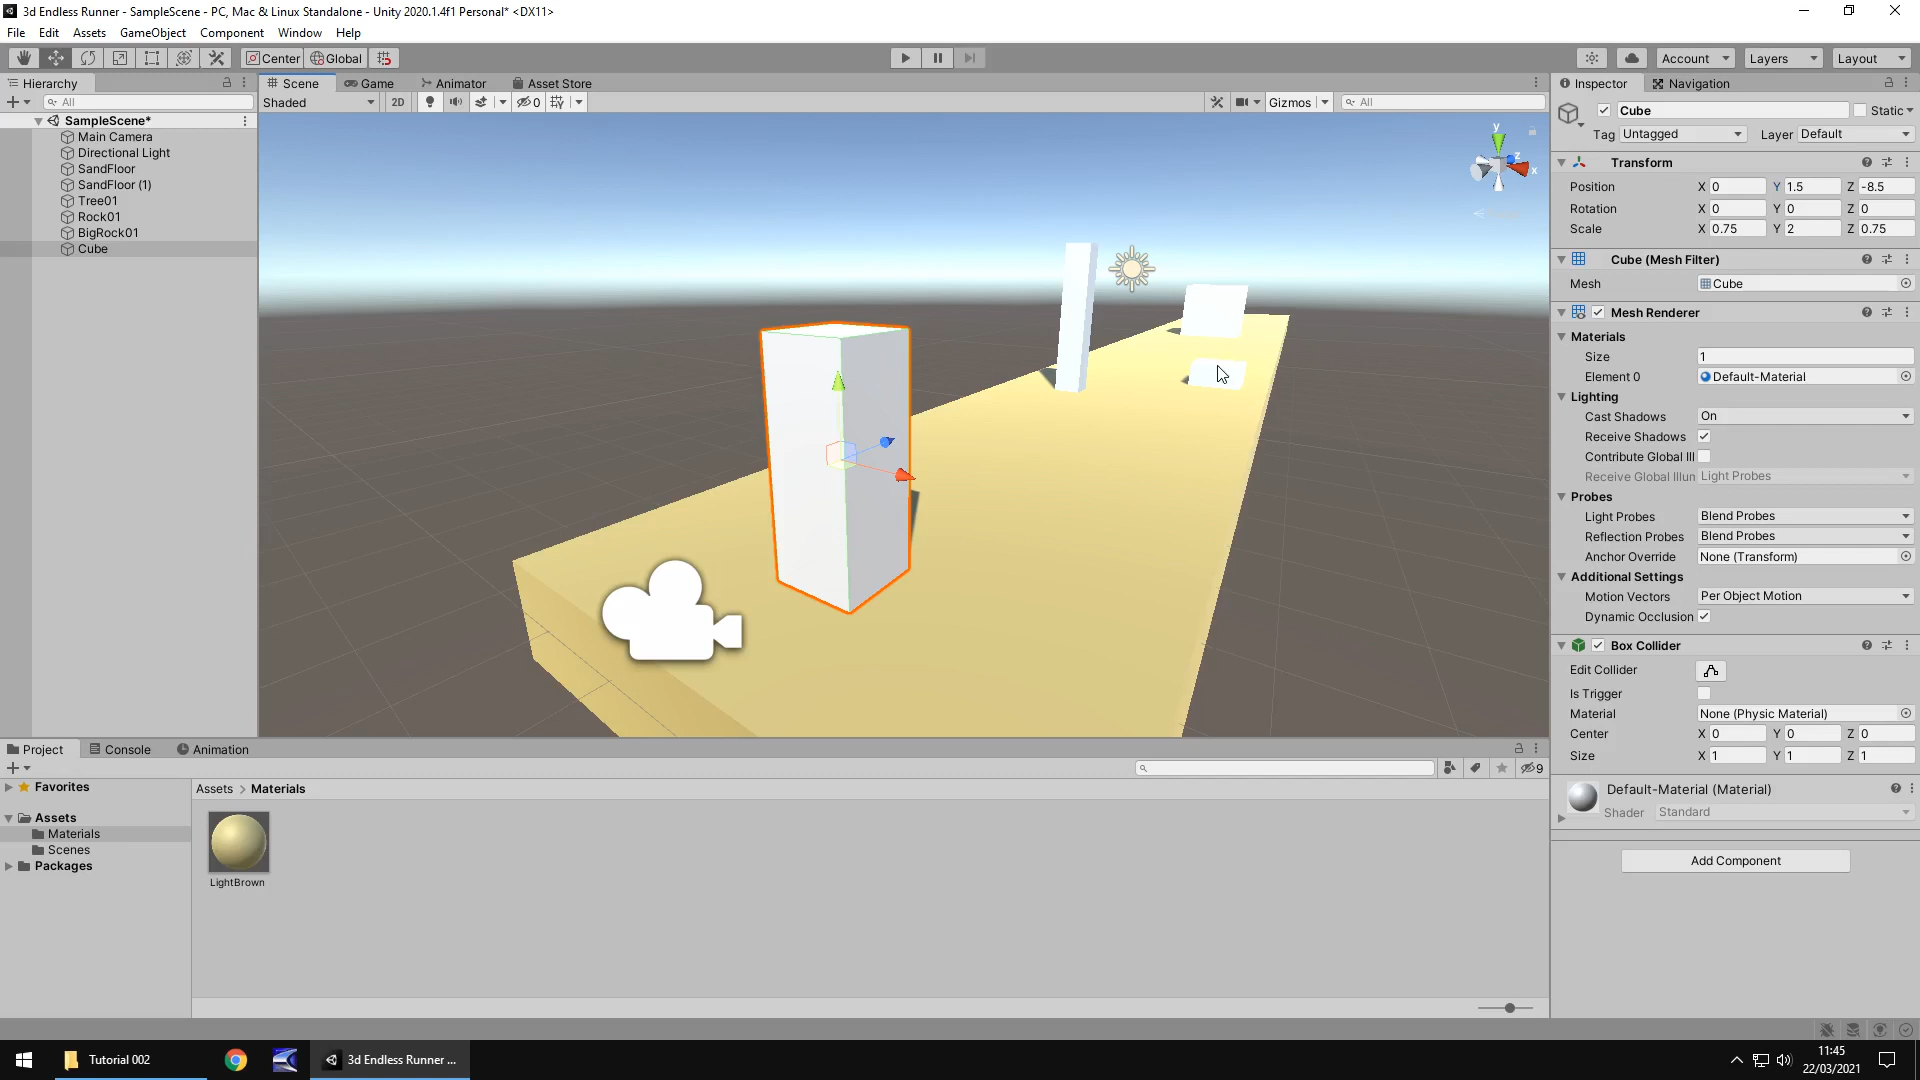 3d Endless Runner - SampleScene - PC, Mac & Linux Standalone - Unity 2020.1.4f1 Personal* <DX11>
File Edit Assets GameObject Component Window Help
Center Global Account Layers Layout
Hierarchy
All
SampleScene*
Main Camera
Directional Light
SandFloor
SandFloor (1)
Tree01
Rock01
BigRock01
Cube
Scene Game Animator Asset Store
Shaded 2D 0 Gizmos All
y
z
x
Inspector Navigation
Cube Static
Tag Untagged Layer Default
Transform
Position X 0 Y 1.5 Z -8.5
Rotation X 0 Y 0 Z 0
Scale X 0.75 Y 2 Z 0.75
Cube (Mesh Filter)
Mesh Cube
Mesh Renderer
Materials
Size 1
Element 0 Default-Material
Lighting
Cast Shadows On
Receive Shadows
Contribute Global Ill
Receive Global Illun Light Probes
Probes
Light Probes Blend Probes
Reflection Probes Blend Probes
Anchor Override None (Transform)
Additional Settings
Motion Vectors Per Object Motion
Dynamic Occlusion
Box Collider
Edit Collider
Is Trigger
Material None (Physic Material)
Center X 0 Y 0 Z 0
Size X 1 Y 1 Z 1
Default-Material (Material)
Shader Standard
Add Component
Project Console Animation
9
Favorites
Assets
Materials
Scenes
Packages
Assets > Materials
LightBrown
Tutorial 002
3d Endless Runner ...
11:45
22/03/2021